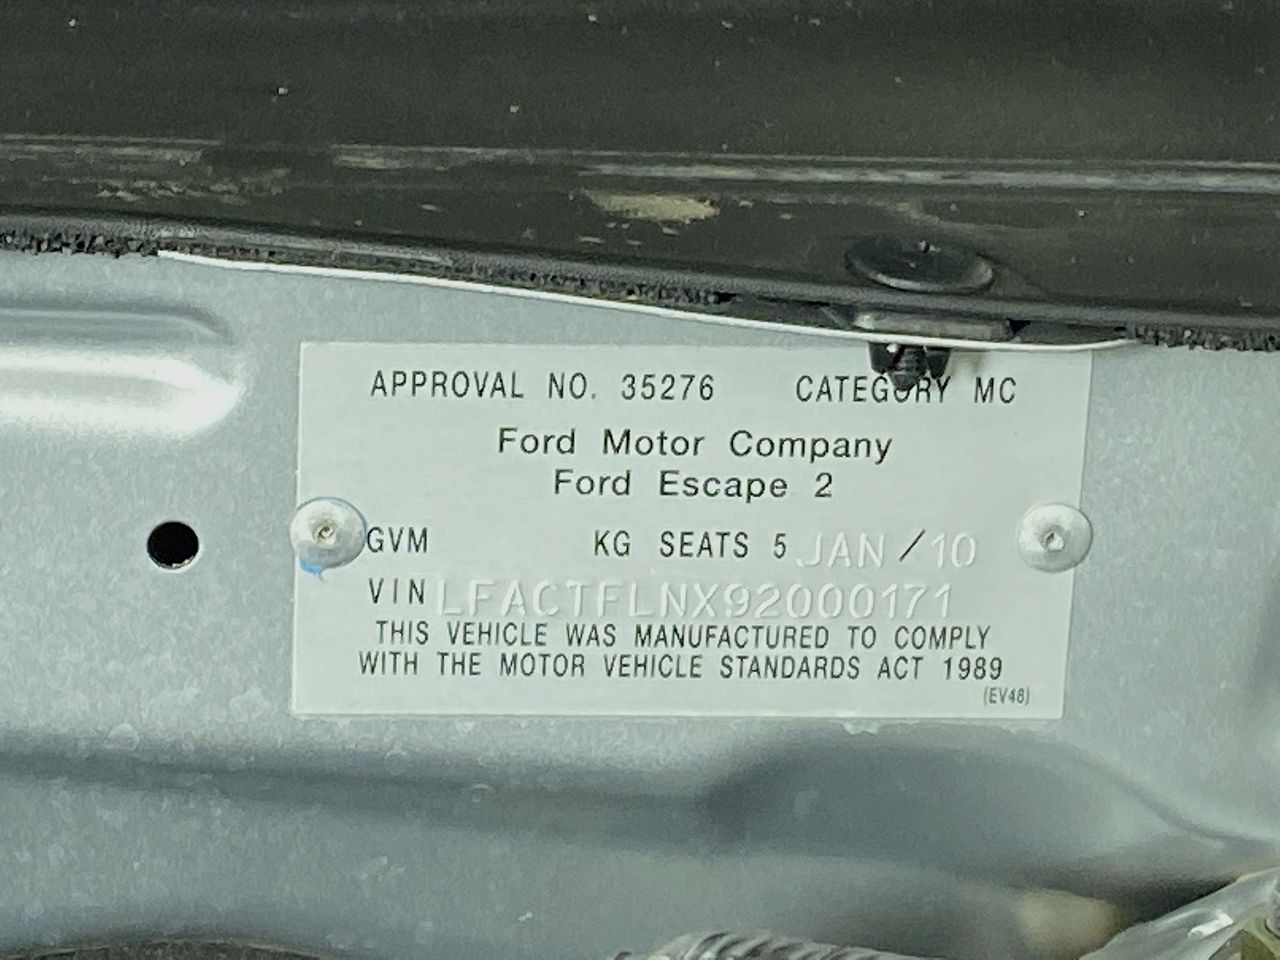 APPROVAL NO. 35276 CATEGORY MC
Ford Motor Company
Ford Escape 2
GVM KG SEATS 5 JAN / 10
VIN LFACTFLNX92000171
THIS VEHICLE WAS MANUFACTURED TO COMPLY
WITH THE MOTOR VEHICLE STANDARDS ACT 1989
(EV48)